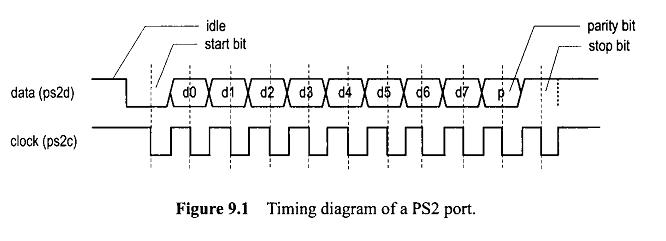 idle
parity bit
start bit
stop bit
data (ps2d)
d0 d1 d2 d3 d4 d5 d6 d7 p
clock (ps2c)
Figure 9.1 Timing diagram of a PS2 port.